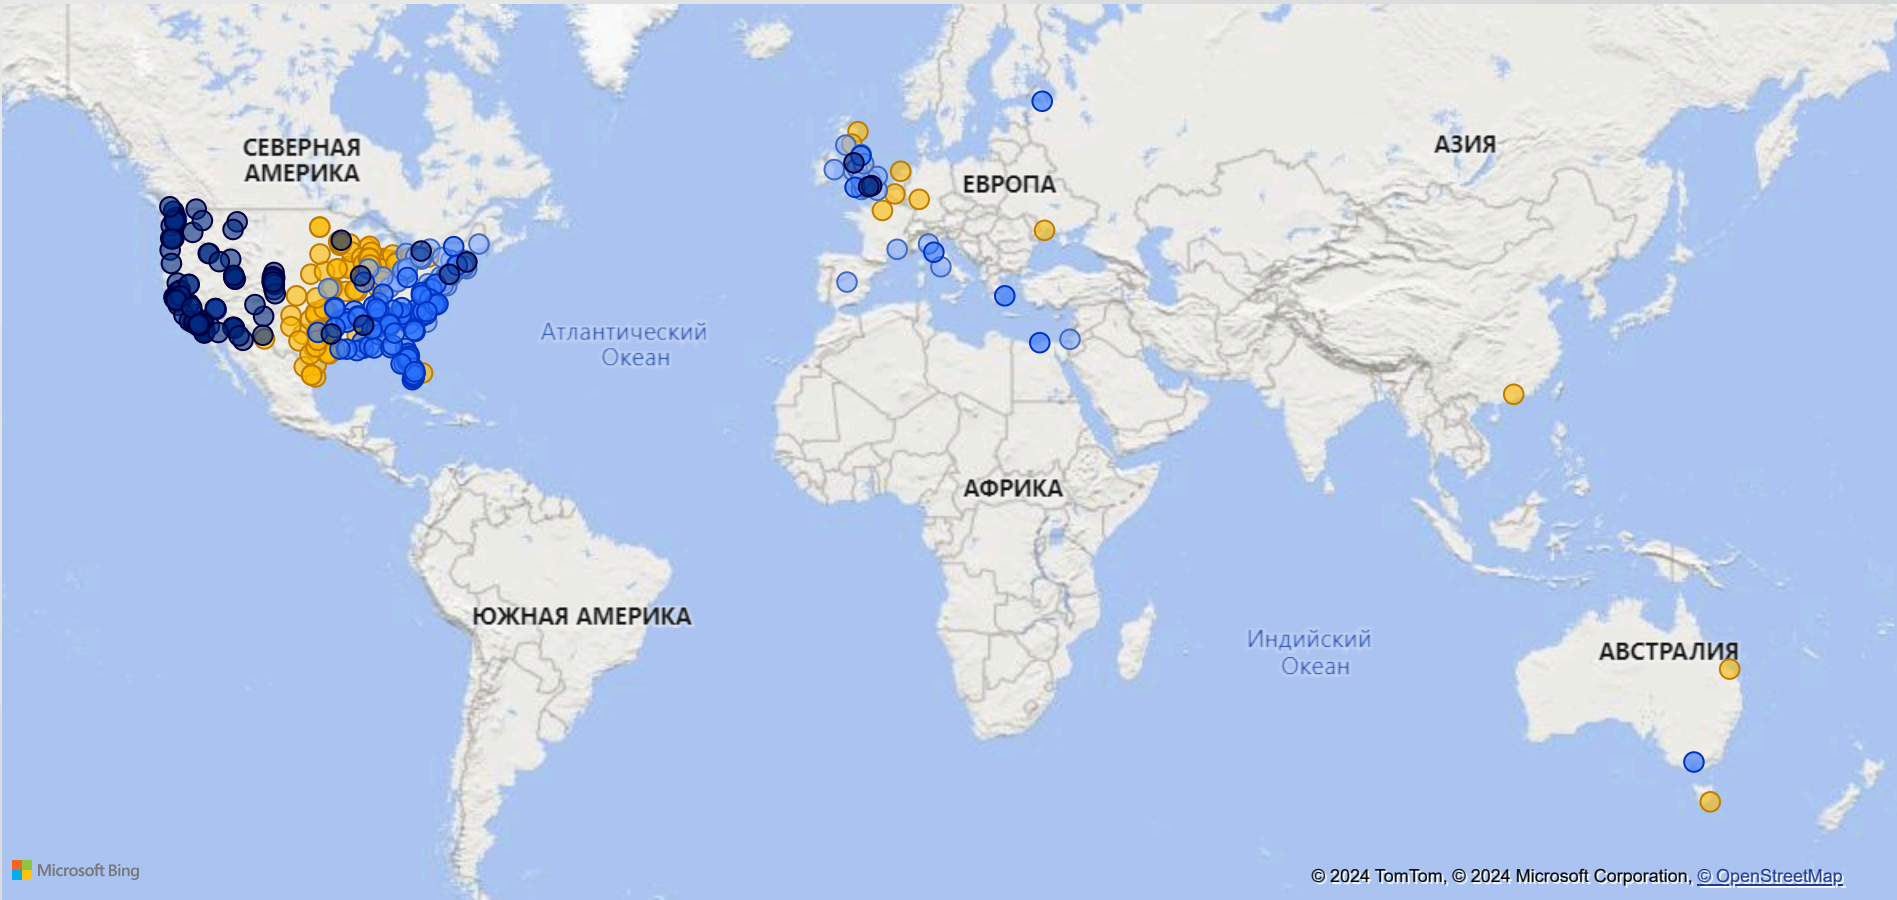 СЕВЕРНАЯ
АМЕРИКА
АЗИЯ
ЕВРОПА
Атлантический
Океан
АФРИКА
ЮЖНАЯ АМЕРИКА
Индийский
Океан
АВСТРАЛИЯ
Microsoft Bing
© 2024 TomTom, © 2024 Microsoft Corporation, © OpenStreetMap